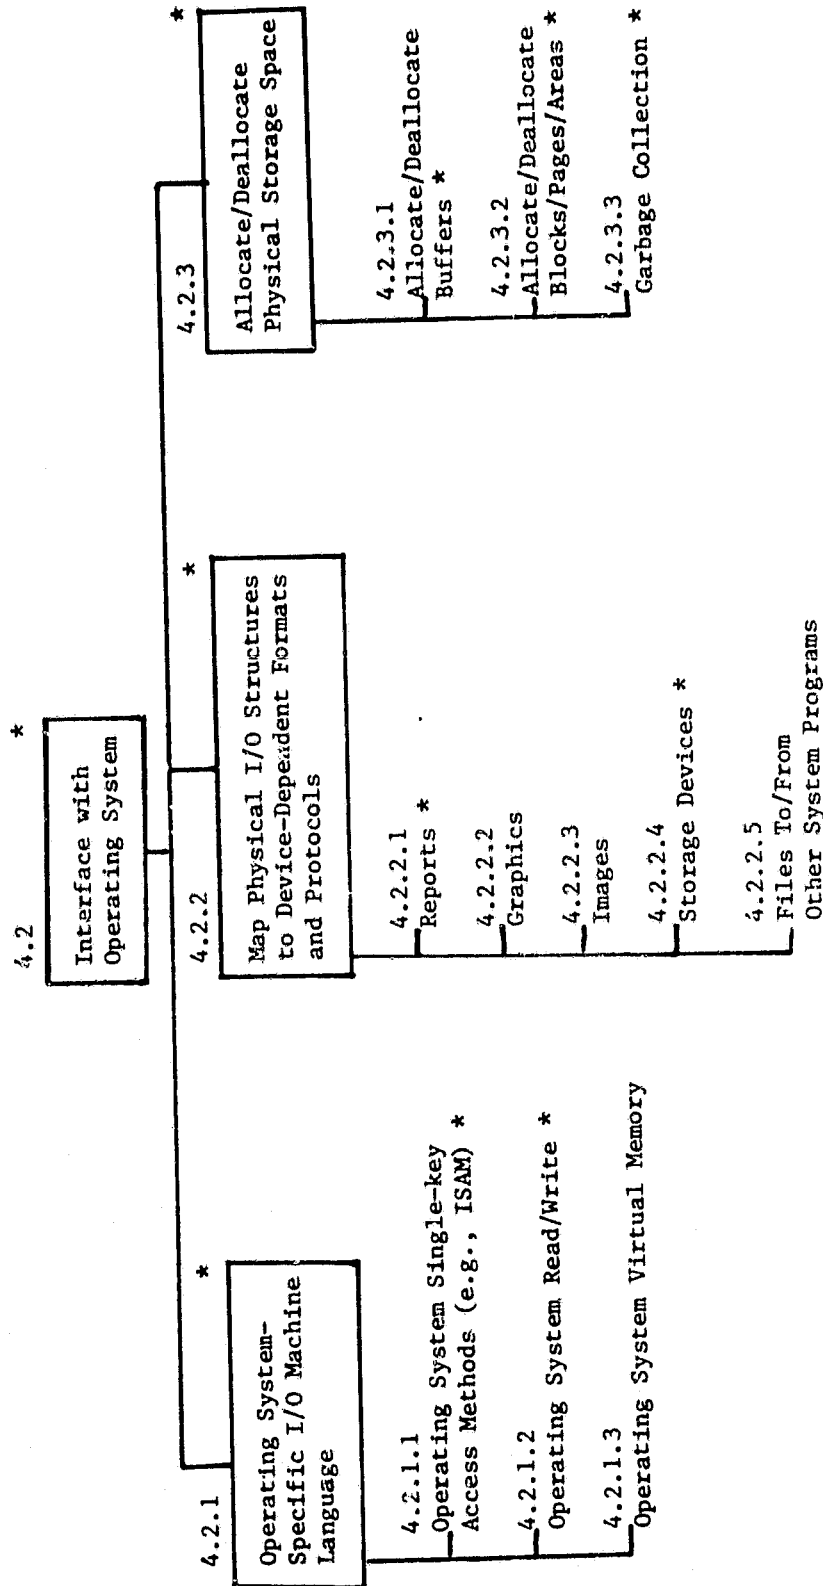 4.2 *
Interface with
Operating System
4.2.1 *
Operating System-
Specific I/O Machine
Language
4.2.1.1
Operating System Single-key
Access Methods (e.g., ISAM) *
4.2.1.2
Operating System Read/Write *
4.2.1.3
Operating System Virtual Memory
4.2.2 *
Map Physical I/O Structures
to Device-Dependent Formats
and Protocols
4.2.2.1
Reports *
4.2.2.2
Graphics
4.2.2.3
Images
4.2.2.4
Storage Devices *
4.2.2.5
Files To/From
Other System Programs
4.2.3 *
Allocate/Deallocate
Physical Storage Space
4.2.3.1
Allocate/Deallocate
Buffers *
4.2.3.2
Allocate/Deallocate
Blocks/Pages/Areas *
4.2.3.3
Garbage Collection *